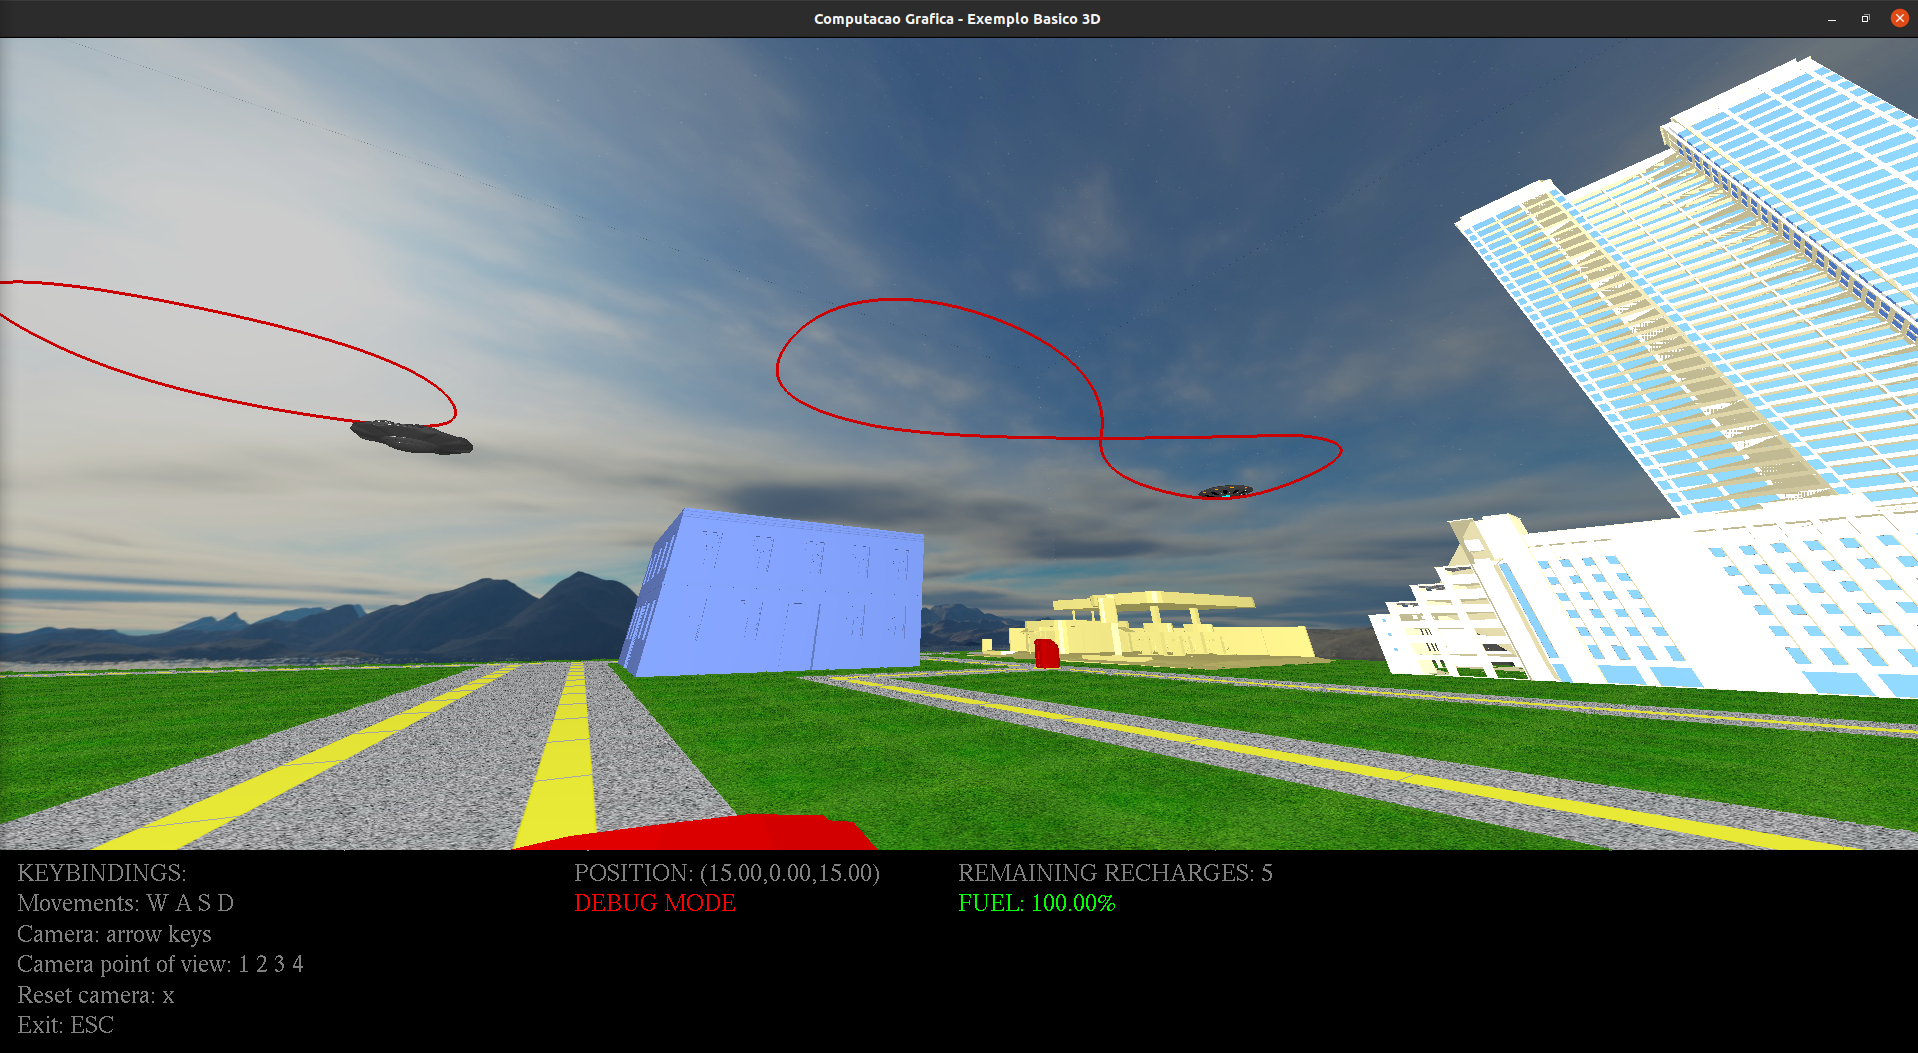 Computacao Grafica - Exemplo Basico 3D
KEYBINDINGS:
Movements: W A S D
Camera: arrow keys
Camera point of view: 1 2 3 4
Reset camera: x
Exit: ESC
POSITION: (15.00,0.00,15.00)
DEBUG MODE
REMAINING RECHARGES: 5
FUEL: 100.00%